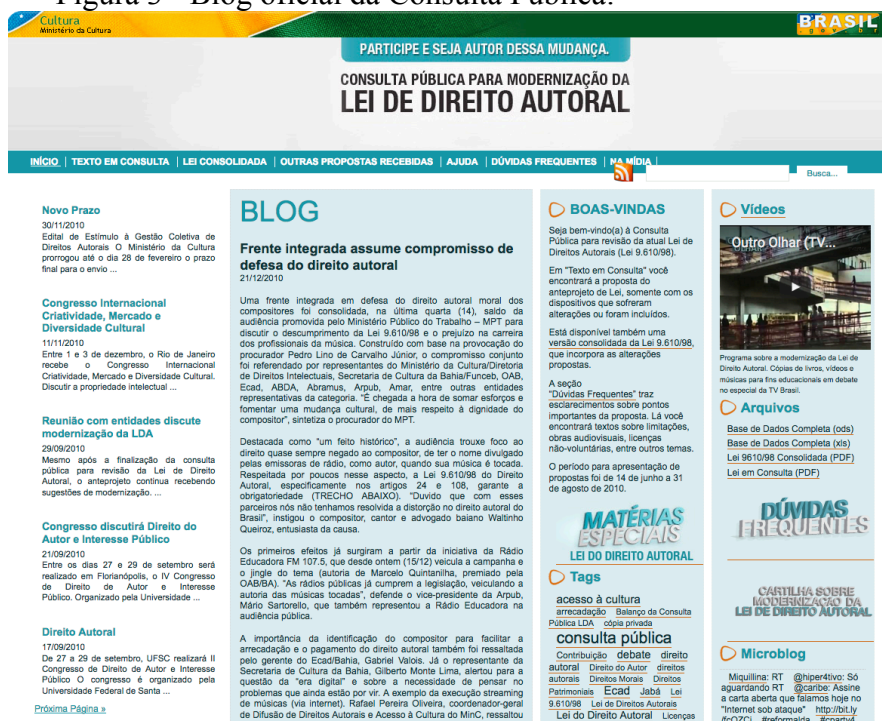 Figura 3 - Blog oficial da Consulta Pública.
Cultura
Ministério da Cultura
BRASIL
.gov.br
PARTICIPE E SEJA AUTOR DESSA MUDANÇA.
CONSULTA PÚBLICA PARA MODERNIZAÇÃO DA
LEI DE DIREITO AUTORAL
INÍCIO | TEXTO EM CONSULTA | LEI CONSOLIDADA | OUTRAS PROPOSTAS RECEBIDAS | AJUDA | DÚVIDAS FREQUENTES | NA MÍDIA |
Busca...
Novo Prazo
30/11/2010
Edital de Estímulo à Gestão Coletiva de
Direitos Autorais O Ministério da Cultura
prorrogou até o dia 28 de fevereiro o prazo
final para o envio ...
Congresso Internacional
Criatividade, Mercado e
Diversidade Cultural
11/11/2010
Entre 1 e 3 de dezembro, o Rio de Janeiro
recebe o Congresso Internacional
Criatividade, Mercado e Diversidade Cultural.
Discutir a propriedade intelectual ...
Reunião com entidades discute
modernização da LDA
29/09/2010
Mesmo após a finalização da consulta
pública para revisão da Lei de Direito
Autoral, o anteprojeto continua recebendo
sugestões de modernização. ...
Congresso discutirá Direito do
Autor e Interesse Público
21/09/2010
Entre os dias 27 e 29 de setembro será
realizado em Florianópolis, o IV Congresso
de Direito de Autor e Interesse
Público. Organizado pela Universidade ...
Direito Autoral
17/09/2010
De 27 a 29 de setembro, UFSC realizará II
Congresso de Direito de Autor e Interesse
Público O congresso é organizado pela
Universidade Federal de Santa ...
Próxima Página »
BLOG
Frente integrada assume compromisso de
defesa do direito autoral
21/12/2010
Uma frente integrada em defesa do direito autoral moral dos
compositores foi consolidada, na última quarta (14), saldo da
audiência promovida pelo Ministério Público do Trabalho – MPT para
discutir o descumprimento da Lei 9.610/98 e o prejuízo na carreira
dos profissionais da música. Construído com base na provocação do
procurador Pedro Lino de Carvalho Júnior, o compromisso conjunto
foi referendado por representantes do Ministério da Cultura/Diretoria
de Direitos Intelectuais, Secretaria de Cultura da Bahia/Funceb, OAB,
Ecad, ABDA, Abramus, Arpub, Amar, entre outras entidades
representativas da categoria. “É chegada a hora de somar esforços e
fomentar uma mudança cultural, de mais respeito à dignidade do
compositor”, sintetiza o procurador do MPT.
Destacada como “um feito histórico”, a audiência trouxe foco ao
direito quase sempre negado ao compositor, de ter o nome divulgado
pelas emissoras de rádio, como autor, quando sua música é tocada.
Respeitada por poucos nesse aspecto, a Lei 9.610/98 do Direito
Autoral, especificamente nos artigos 24 e 108, garante a
obrigatoriedade (TRECHO ABAIXO). “Duvido que com esses
parceiros nós não tenhamos resolvida a distorção no direito autoral do
Brasil”, instigou o compositor, cantor e advogado baiano Waltinho
Queiroz, entusiasta da causa.
Os primeiros efeitos já surgiram a partir da iniciativa da Rádio
Educadora FM 107.5, que desde ontem (15/12) veicula a campanha e
o jingle do tema (autoria de Marcelo Quintanilha, premiado pela
OAB/BA). “As rádios públicas já cumprem a legislação, veiculando a
autoria das músicas tocadas”, defende o vice-presidente da Arpub,
Mário Sartorello, que também representou a Rádio Educadora na
audiência pública.
A importância da identificação do compositor para facilitar a
arrecadação e o pagamento do direito autoral também foi ressaltada
pelo gerente do Ecad/Bahia, Gabriel Valois. Já o representante da
Secretaria de Cultura da Bahia, Gilberto Monte Lima, alertou para a
questão da “era digital” e sobre a necessidade de pensar no
problemas que ainda estão por vir. A exemplo da execução streaming
de músicas (via internet). Rafael Pereira Oliveira, coordenador-geral
de Difusão de Direitos Autorais e Acesso à Cultura do MinC, ressaltou
BOAS-VINDAS
Seja bem-vindo(a) à Consulta
Pública para revisão da atual Lei de
Direitos Autorais (Lei 9.610/98).
Em "Texto em Consulta" você
encontrará a proposta do
anteprojeto de Lei, somente com os
dispositivos que sofreram
alterações ou foram incluídos.
Está disponível também uma
versão consolidada da Lei 9.610/98,
que incorpora as alterações
propostas.
A seção
"Dúvidas Frequentes" traz
esclarecimentos sobre pontos
importantes da proposta. Lá você
encontrará textos sobre limitações,
obras audiovisuais, licenças
não-voluntárias, entre outros temas.
O período para apresentação de
propostas foi de 14 de junho a 31
de agosto de 2010.
MATÉRIAS
ESPECIAIS
LEI DO DIREITO AUTORAL
Tags
acesso à cultura
arrecadação Balanço da Consulta
Pública LDA cópia privada
consulta pública
Contribuição debate direito
autoral Direito do Autor direitos
autorais Direitos Morais Direitos
Patrimoniais Ecad Jabá Lei
9.610/98 Lei de Direitos Autorais
Lei do Direito Autoral Licenças
Vídeos
Outro Olhar (TV...
Programa sobre a modernização da Lei de
Direito Autoral. Cópias de livros, vídeos e
músicas para fins educacionais em debate
no especial da TV Brasil.
Arquivos
Base de Dados Completa (ods)
Base de Dados Completa (xls)
Lei 9610/98 Consolidada (PDF)
Lei em Consulta (PDF)
DÚVIDAS
FREQUENTES
CARTILHA SOBRE
MODERNIZAÇÃO DA
LEI DE DIREITO AUTORAL
Microblog
Miquillina: RT @hiper4tivo: Só
aguardando RT @caribe: Assine
a carta aberta que falamos hoje no
"Internet sob ataque" http://bit.ly
/frOZCj #reformalda #cparty4